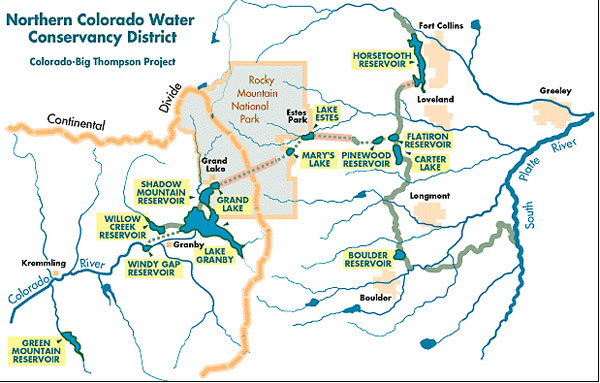 Northern Colorado Water
Conservancy District
Colorado-Big Thompson Project
Fort Collins
HORSETOOTH
RESERVOIR
Rocky
Mountain
National
Park
Divide
Continental
Estes
Park
LAKE
ESTES
Loveland
Greeley
MARY'S
LAKE
PINEWOOD
RESERVOIR
FLATIRON
RESERVOIR
CARTER
LAKE
South Platte River
Grand
Lake
SHADOW
MOUNTAIN
RESERVOIR
GRAND
LAKE
Longmont
WILLOW
CREEK
RESERVOIR
Granby
LAKE
GRANBY
WINDY GAP
RESERVOIR
BOULDER
RESERVOIR
Boulder
Kremmling
Colorado River
GREEN
MOUNTAIN
RESERVOIR